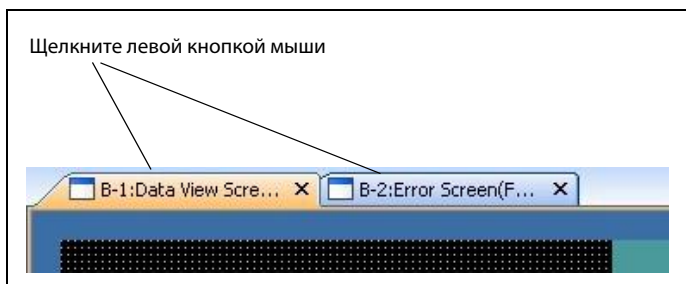 Щелкните левой кнопкой мыши
B-1:Data View Scre... X B-2:Error Screen(F... X